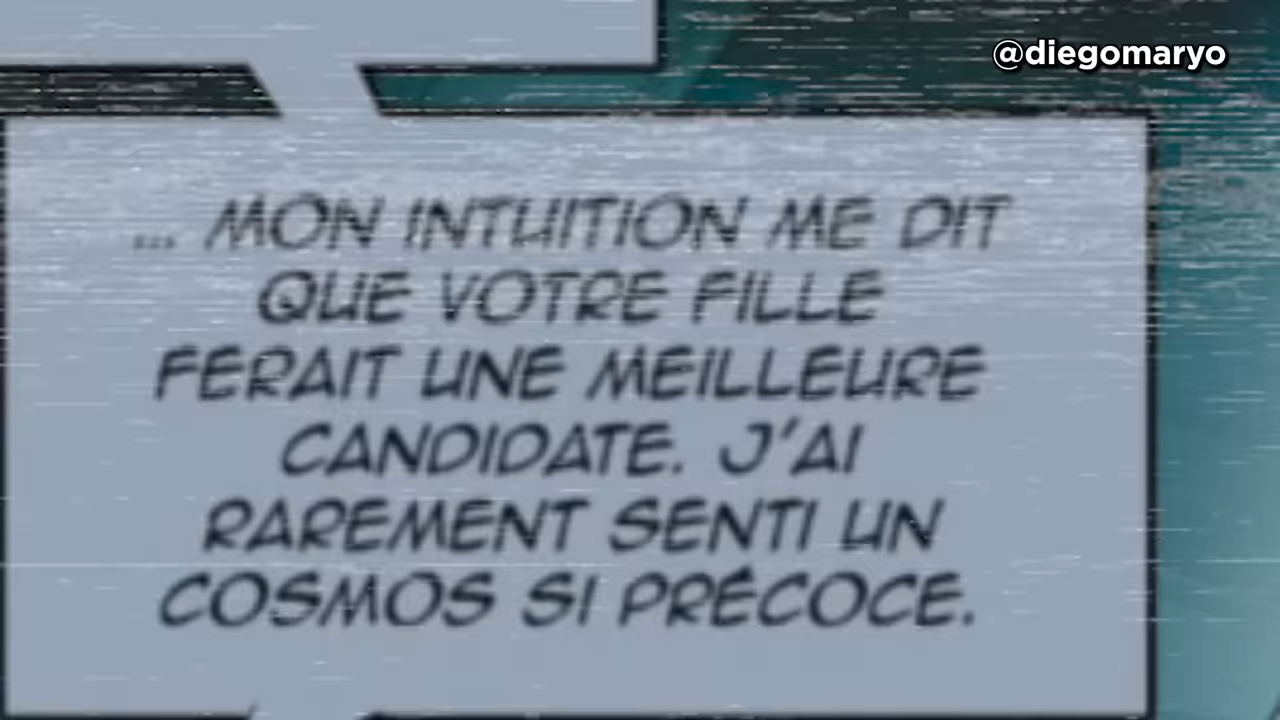 @diegomaryo
... MON INTUITION ME DIT
QUE VOTRE FILLE
FERAIT UNE MEILLEURE
CANDIDATE. J'AI
RAREMENT SENTI UN
COSMOS SI PRÉCOCE.